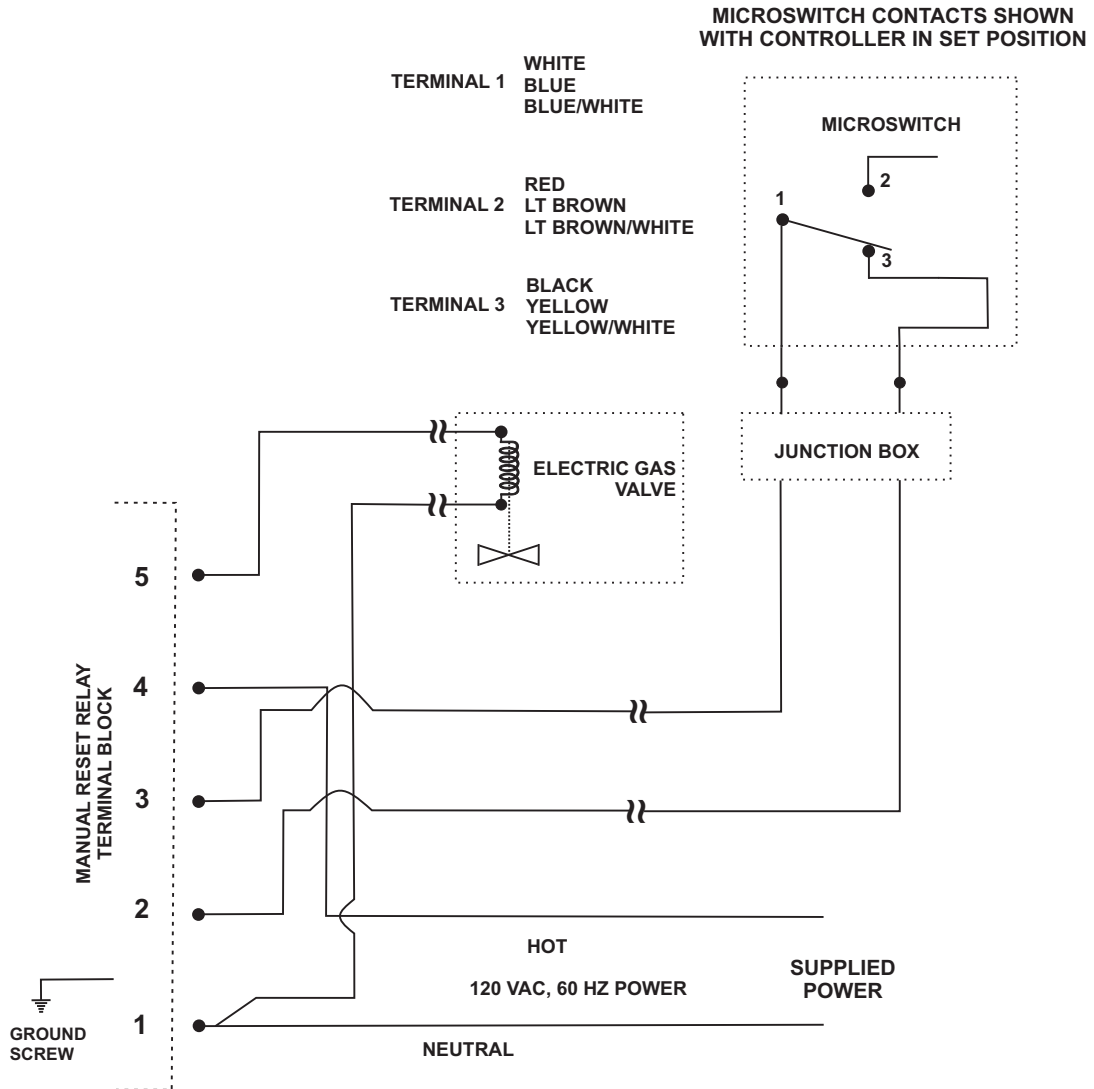 MICROSWITCH CONTACTS SHOWN
WITH CONTROLLER IN SET POSITION
TERMINAL 1
WHITE
BLUE
BLUE/WHITE
TERMINAL 2
RED
LT BROWN
LT BROWN/WHITE
TERMINAL 3
BLACK
YELLOW
YELLOW/WHITE
MICROSWITCH
2
1
3
JUNCTION BOX
ELECTRIC GAS
VALVE
MANUAL RESET RELAY
TERMINAL BLOCK
5
4
3
2
1
HOT
120 VAC, 60 HZ POWER
NEUTRAL
SUPPLIED
POWER
GROUND
SCREW